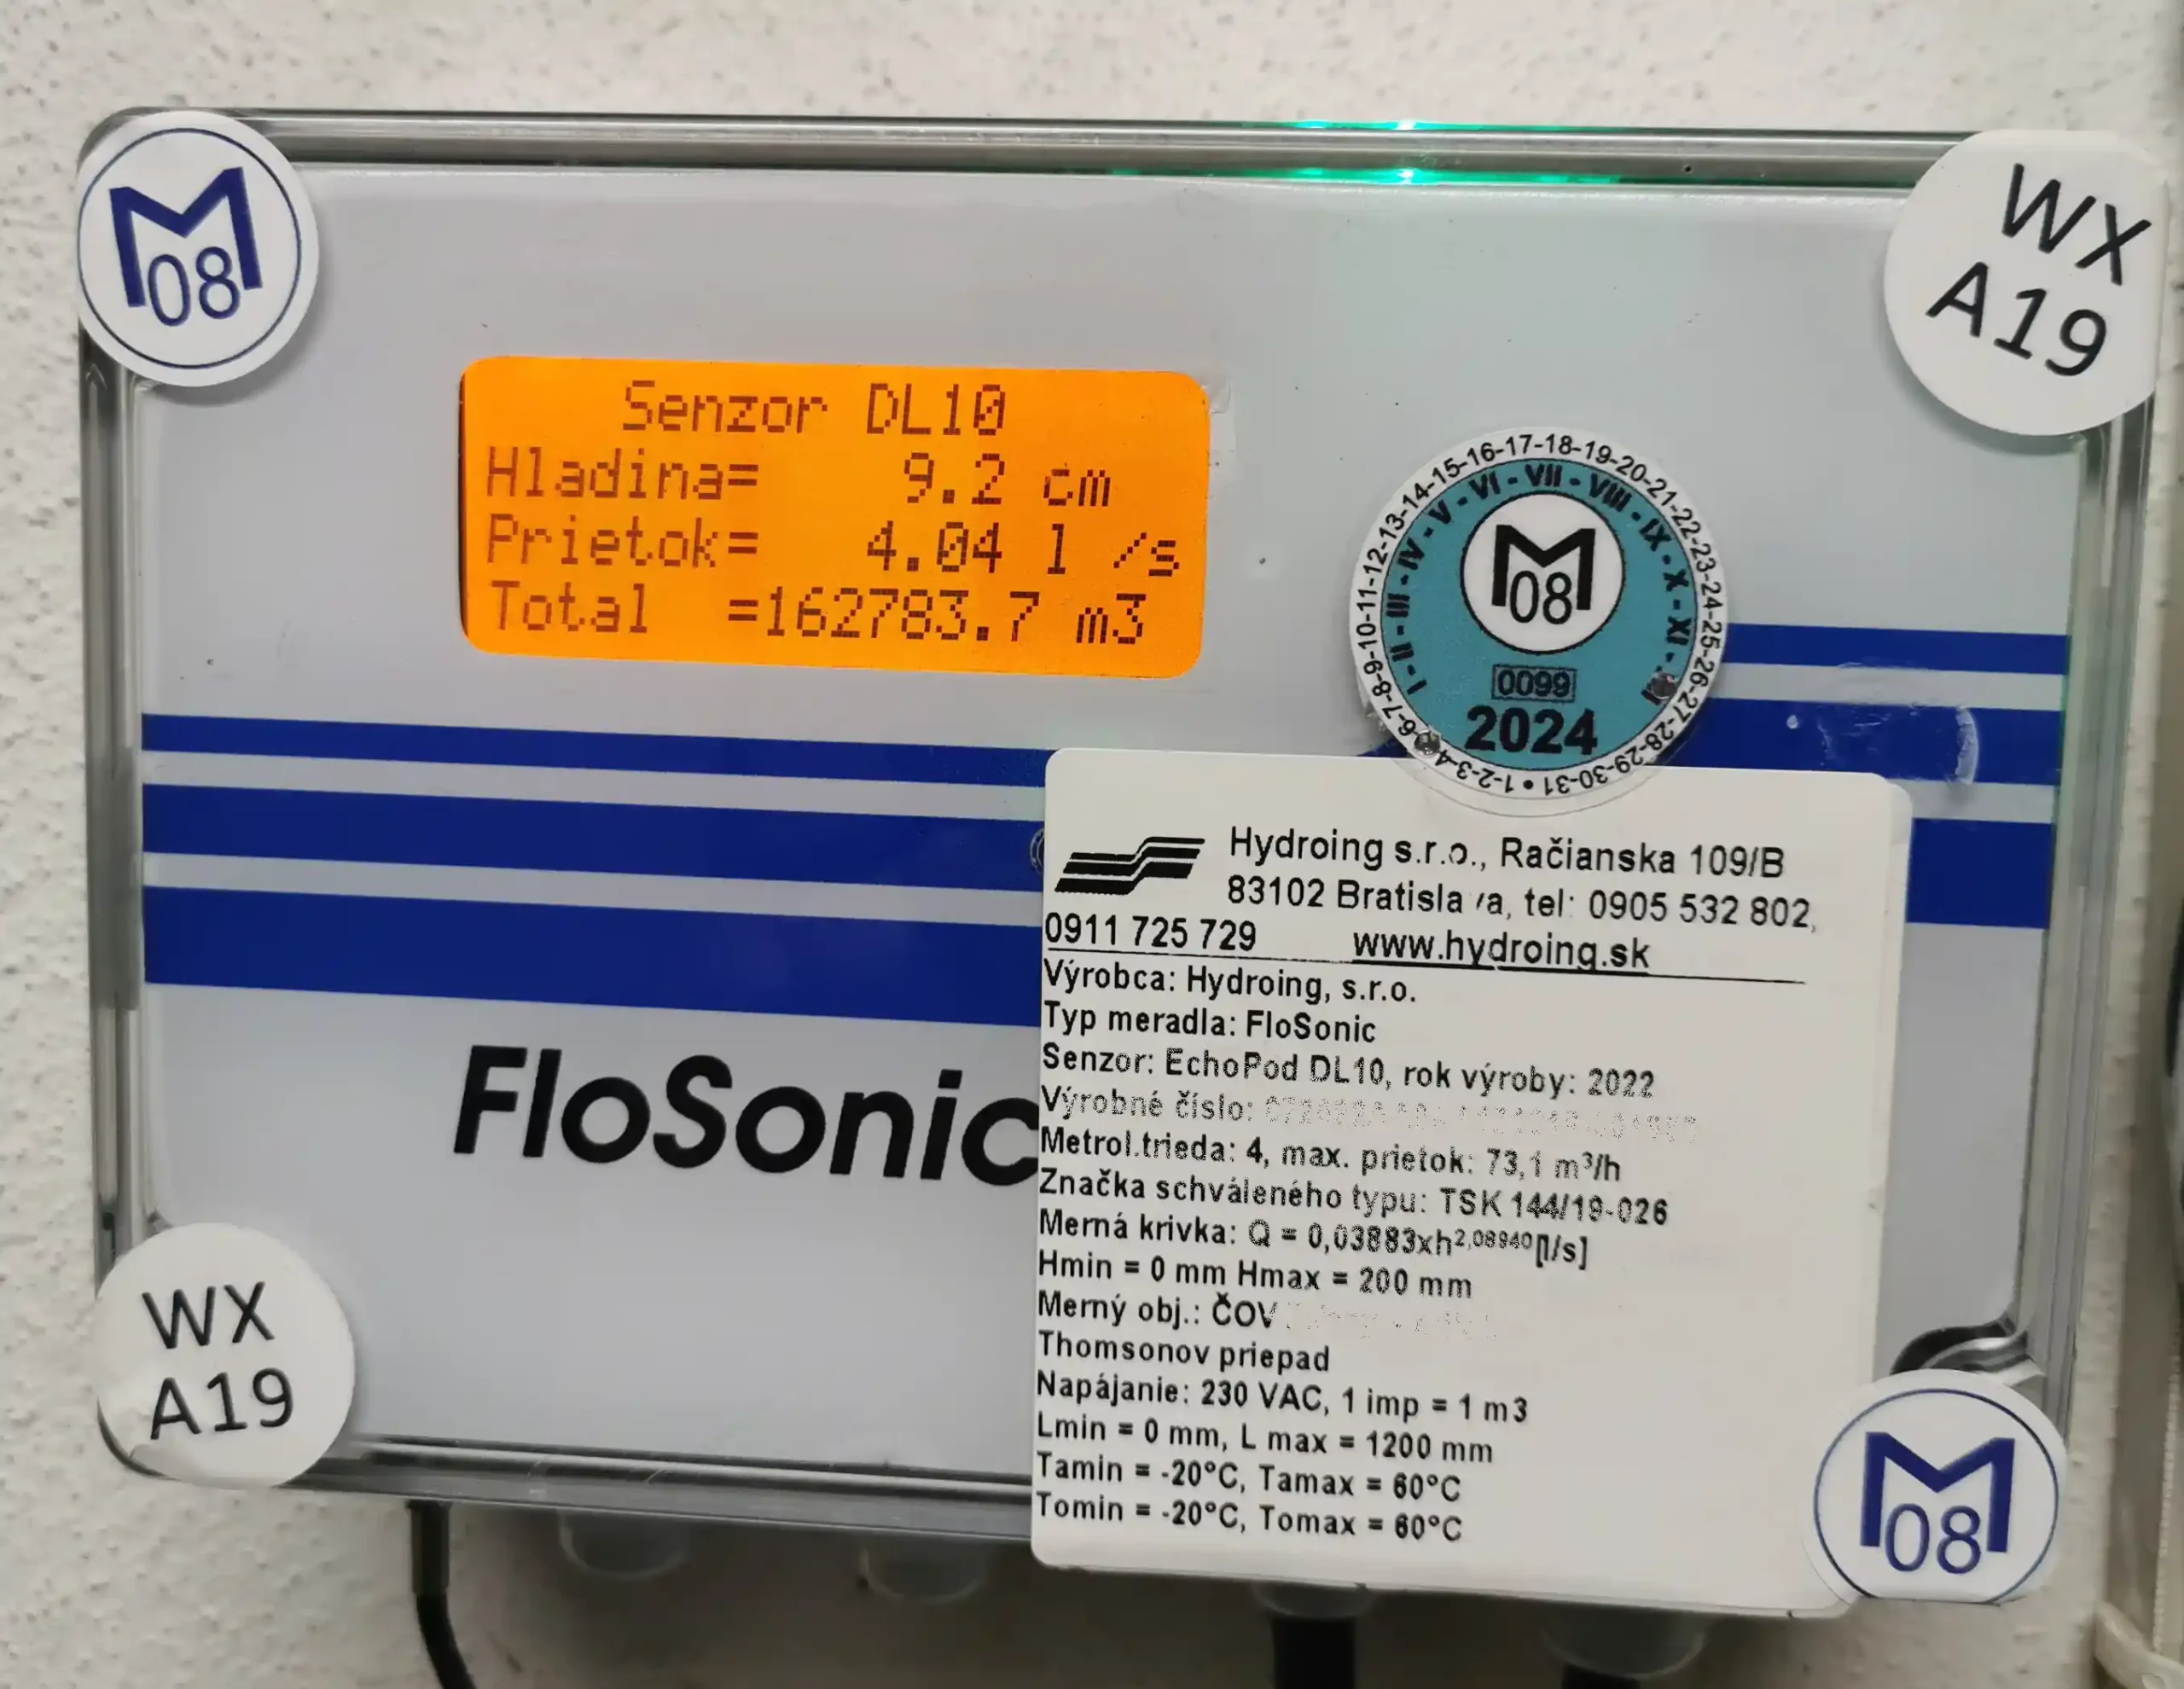 M
08
WX
A19
Senzor DL10
Hladina= 9.2 cm
Prietok= 4.04 l /s
Total =162783.7 m3
1-2-3-4- -6-7-8-9-10-11-12-13-14-15-16-17-18-19-20-21-22-23-24-25-26-27-28-29-30-31
I - II - III - IV - V - VI - VII - VIII - IX - X - XI -
M
08
0099
2024
Hydroing s.r.o., Račianska 109/B
83102 Bratisla a, tel: 0905 532 802,
0911 725 729 www.hydroing.sk
Výrobca: Hydroing, s.r.o.
Typ meradla: FloSonic
Senzor: EchoPod DL10, rok výroby: 2022
Výrobné číslo:
Metrol.trieda: 4, max. prietok: 73,1 m³/h
Značka schváleného typu: TSK 144/19-026
Merná krivka: Q = 0,03883xh²,⁰⁸⁹⁴⁰[l/s]
Hmin = 0 mm Hmax = 200 mm
Merný obj.: ČOV
Thomsonov priepad
Napájanie: 230 VAC, 1 imp = 1 m3
Lmin = 0 mm, L max = 1200 mm
Tamin = -20°C, Tamax = 60°C
Tomin = -20°C, Tomax = 60°C
FloSonic
WX
A19
M
08